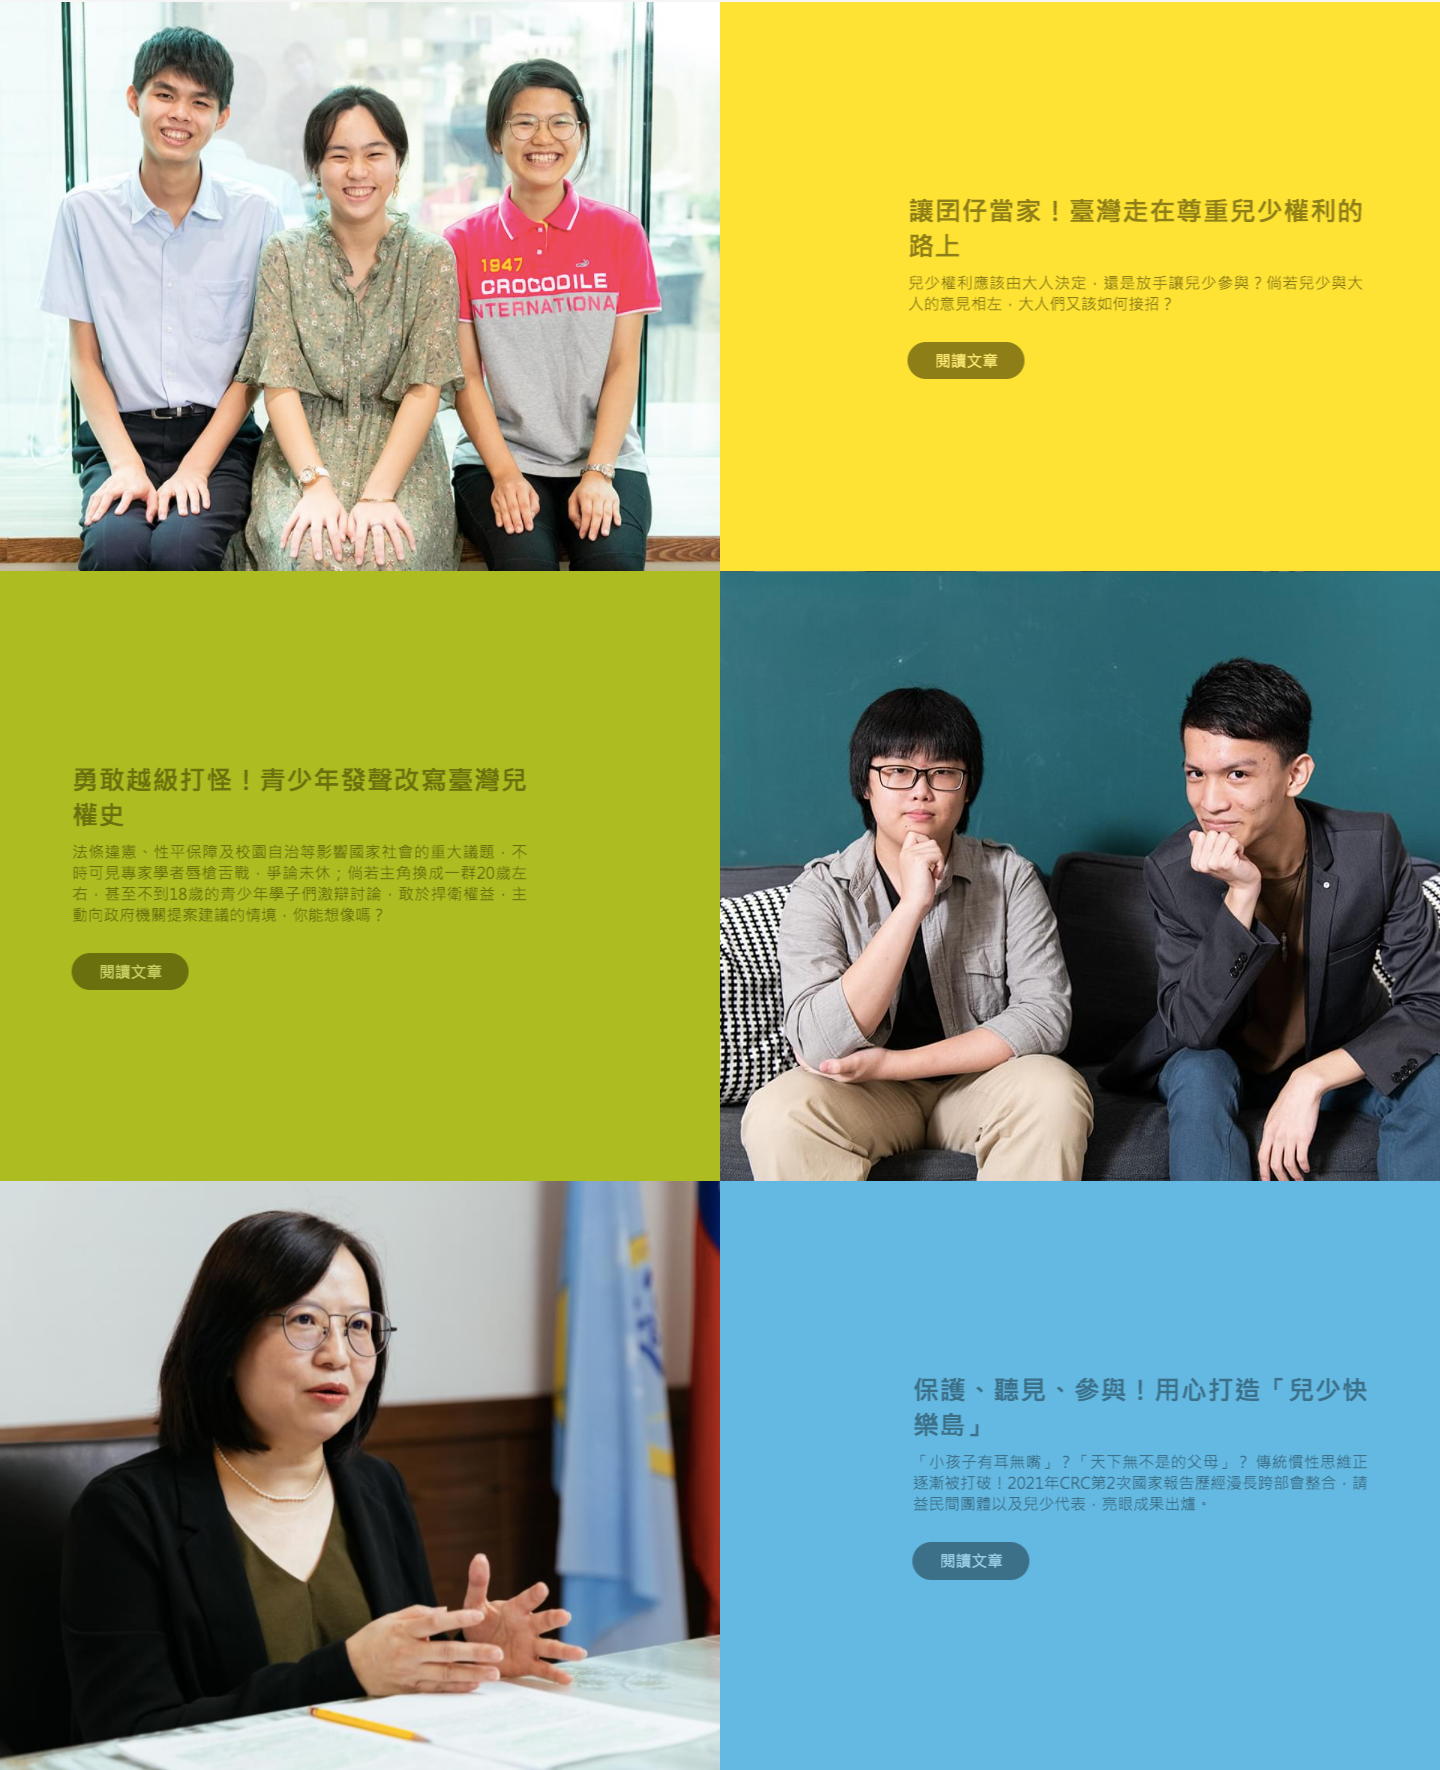 1947
CROCODILE
INTERNATIONA
讓囝仔當家！臺灣走在尊重兒少權利的
路上
兒少權利應該由大人決定，還是放手讓兒少參與？倘若兒少與大
人的意見相左，大人們又該如何接招？
閱讀文章
勇敢越級打怪！青少年發聲改寫臺灣兒
權史
法條違憲、性平保障及校園自治等影響國家社會的重大議題，不
時可見專家學者唇槍舌戰，爭論未休；倘若主角換成一群20歲左
右，甚至不到18歲的青少年學子們激辯討論，敢於捍衛權益，主
動向政府機關提案建議的情境，你能想像嗎？
閱讀文章
保護、聽見、參與！用心打造「兒少快
樂島」
「小孩子有耳無嘴」？「天下無不是的父母」？ 傳統慣性思維正
逐漸被打破！2021年CRC第2次國家報告歷經漫長跨部會整合，請
益民間團體以及兒少代表，亮眼成果出爐。
閱讀文章